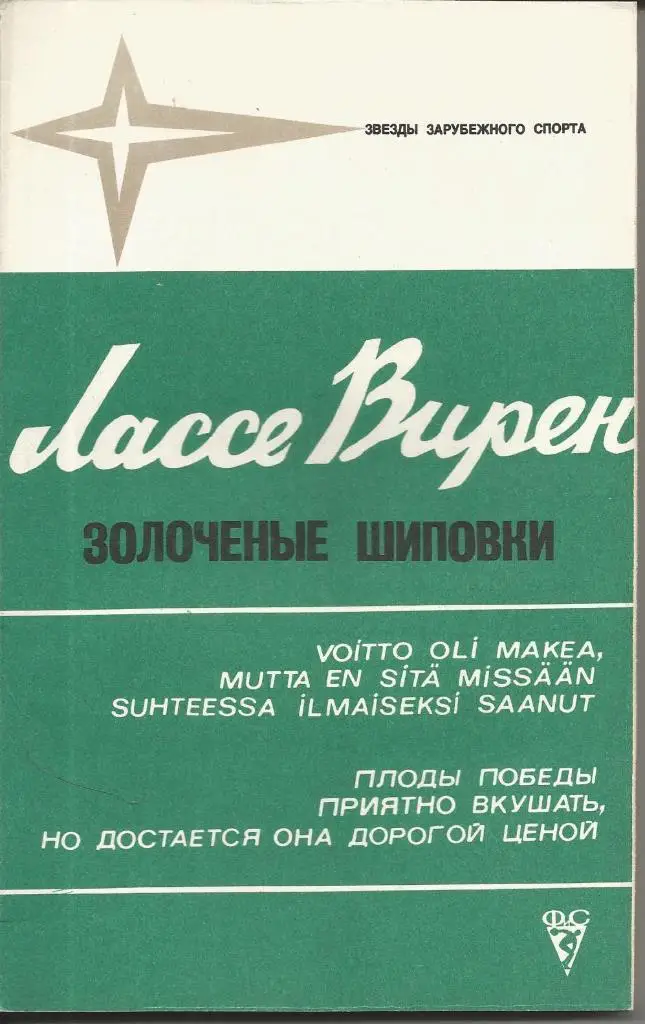 ЗВЕЗДЫ ЗАРУБЕЖНОГО СПОРТА
Лассе Вирен
ЗОЛОЧЕНЫЕ ШИПОВКИ
VOITTO OLI MAKEA,
MUTTA EN SITÄ MISSÄÄN
SUHTEESSA ILMAISEKSI SAANUT
ПЛОДЫ ПОБЕДЫ
ПРИЯТНО ВКУШАТЬ,
НО ДОСТАЕТСЯ ОНА ДОРОГОЙ ЦЕНОЙ
ФиС